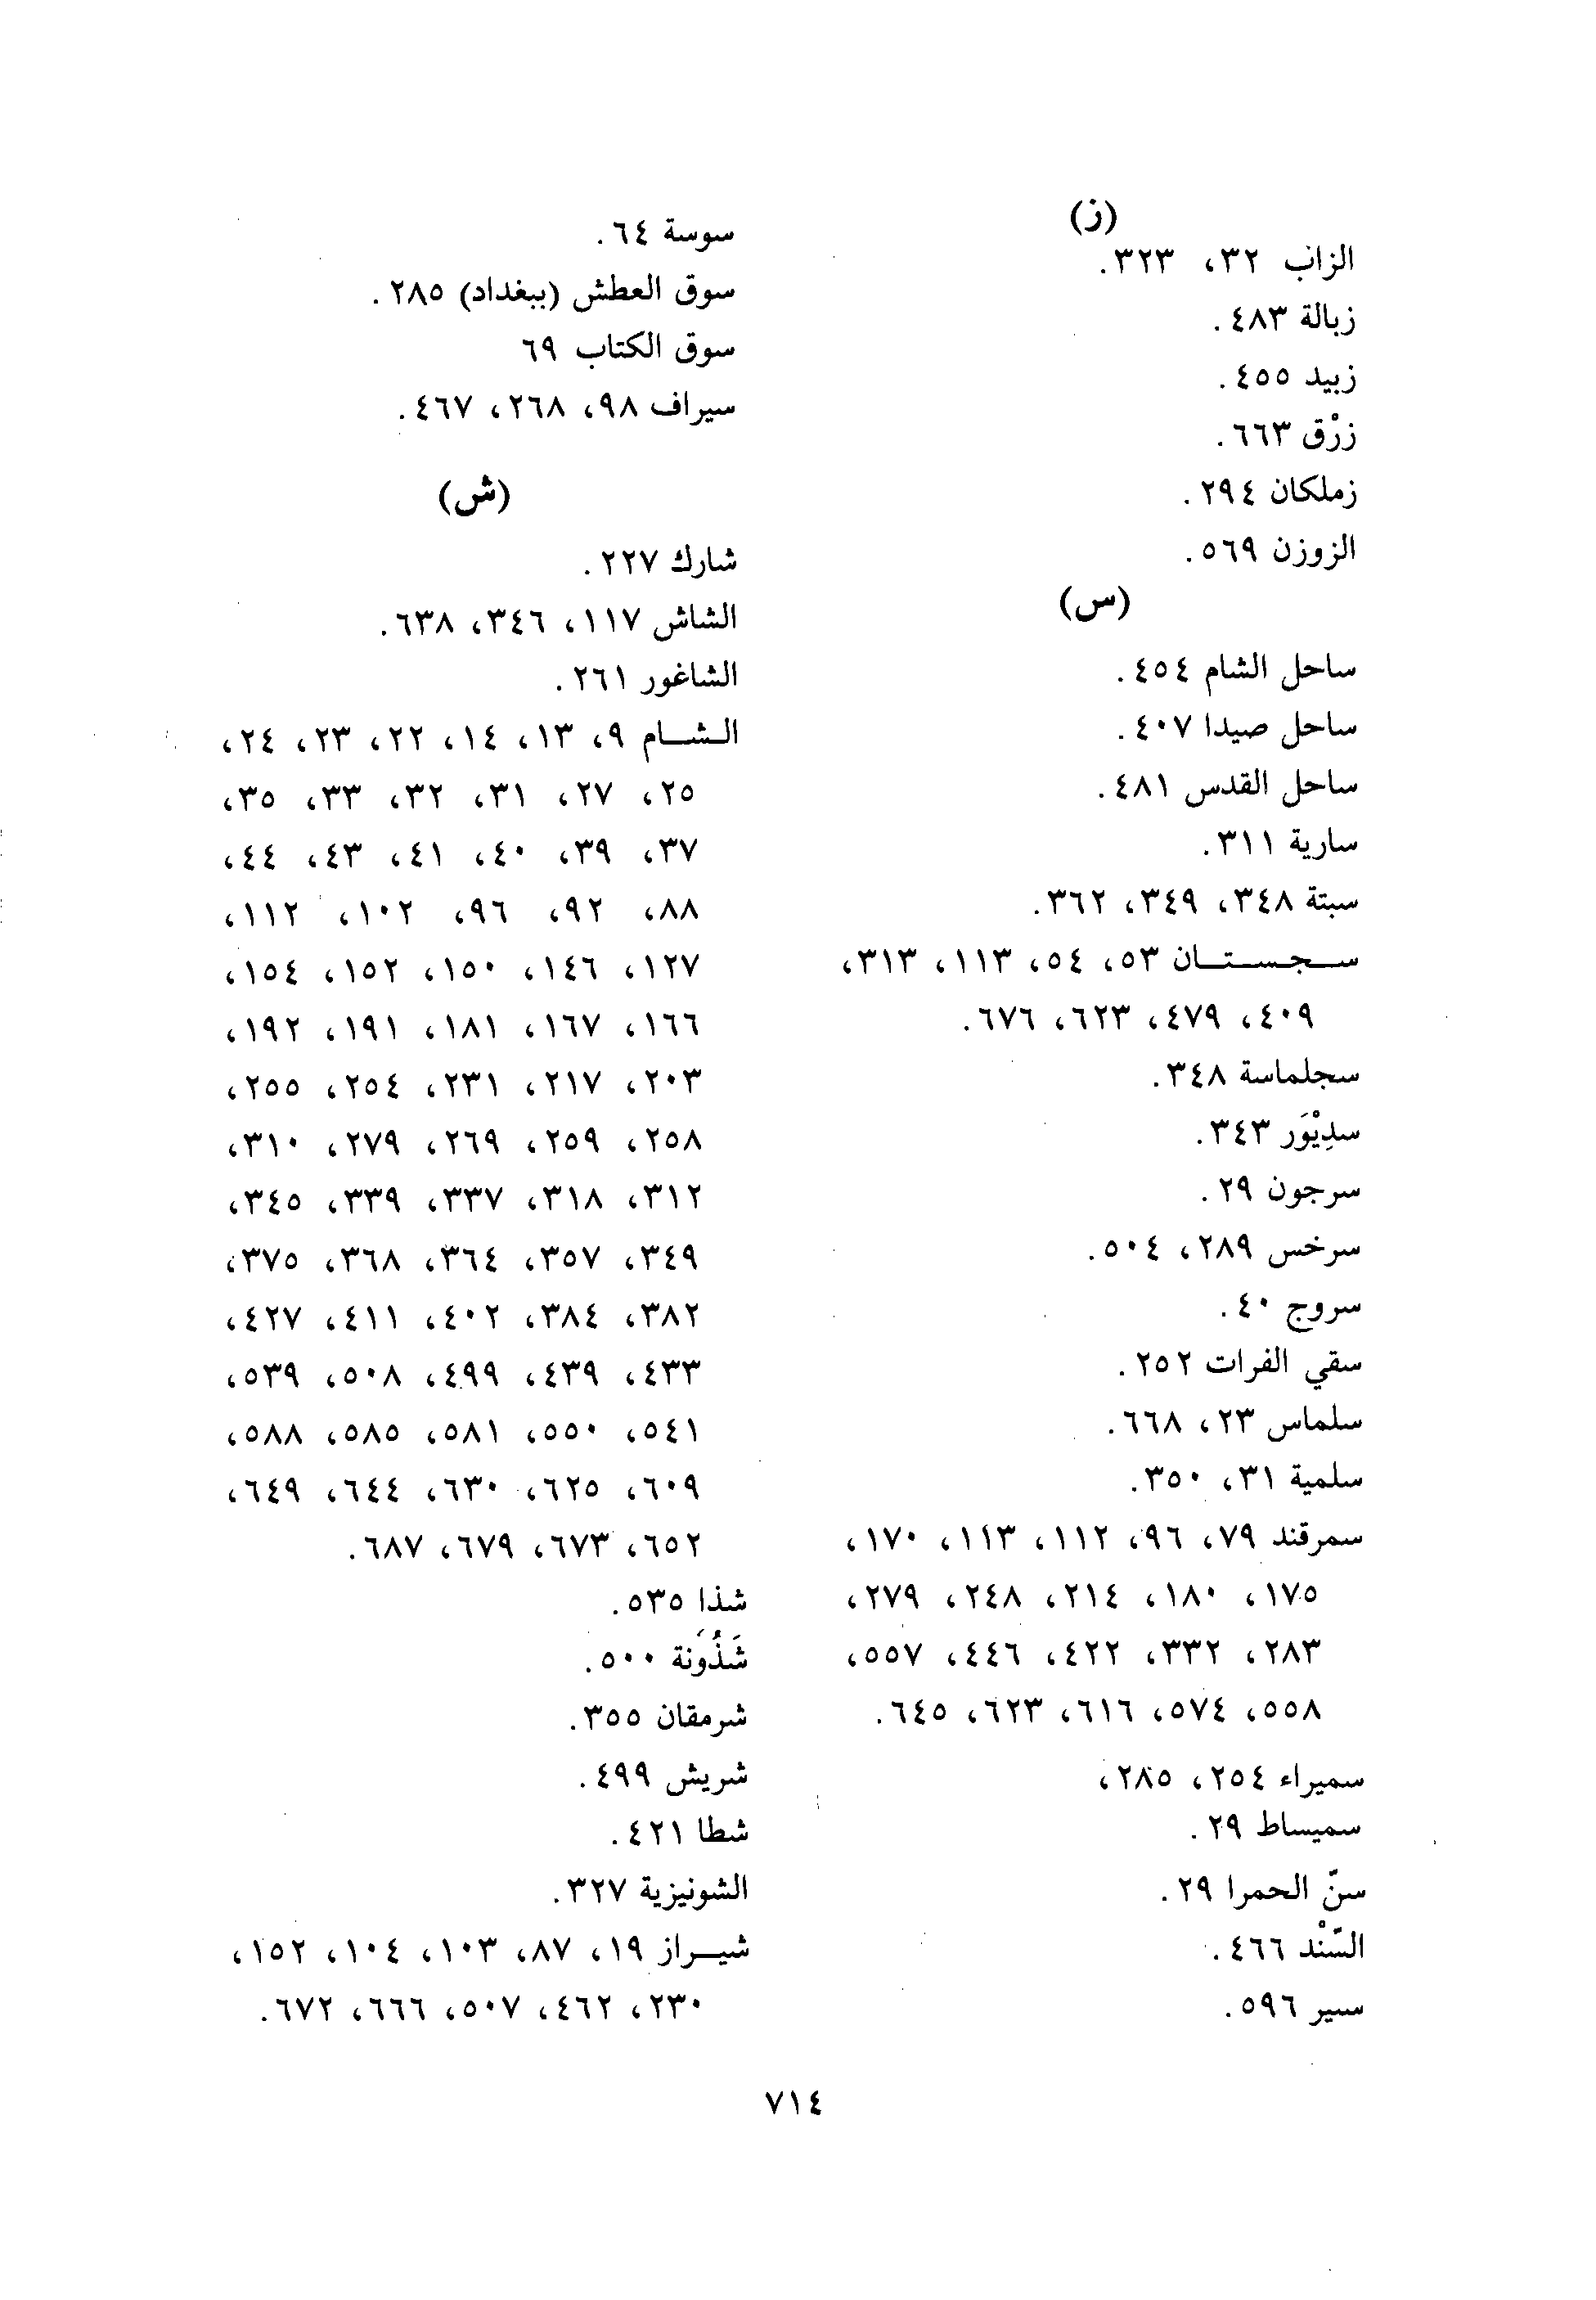 (ز)
الزاب ٣٢، ٣٢٣.
زبالة ٤٨٣.
زبيد ٤٥٥.
زرْق ٦٦٣.
زملكان ٢٩٤.
الزوزن ٥٦٩.
(س)
ساحل الشام ٤٥٤.
ساحل صيدا ٤٠٧.
ساحل القدس ٤٨١.
سارية ٣١١.
سبتة ٣٤٨، ٣٤٩، ٣٦٢.
سجستان ٥٣، ٥٤، ١١٣، ٣١٣،
٤٠٩، ٤٧٩، ٦٢٣، ٦٧٦.
سجلماسة ٣٤٨.
سدِيْوَر ٣٤٣.
سرجون ٢٩.
سرخس ٢٨٩، ٥٠٤.
سروج ٤٠.
سقي الفرات ٢٥٢.
سلماس ٢٣، ٦٦٨.
سلمية ٣١، ٣٥٠.
سمرقند ٧٩، ٩٦، ١١٢، ١١٣، ١٧٠،
١٧٥، ١٨٠، ٢١٤، ٢٤٨، ٢٧٩،
٢٨٣، ٣٣٢، ٤٢٢، ٤٤٦، ٥٥٧،
٥٥٨، ٥٧٤، ٦١٦، ٦٢٣، ٦٤٥.
سميراء ٢٥٤، ٢٨٥،
سميساط ٢٩.
سنّ الحمرا ٢٩.
السّنْد ٤٦٦.
سير ٥٩٦.
سوسة ٦٤.
سوق العطش (ببغداد) ٢٨٥.
سوق الكتاب ٦٩
سيراف ٩٨، ٢٦٨، ٤٦٧.
(ش)
شارك ٢٢٧.
الشاش ١١٧، ٣٤٦، ٦٣٨.
الشاغور ٢٦١.
الشام ٩، ١٣، ١٤، ٢٢، ٢٣، ٢٤،
٢٥، ٢٧، ٣١، ٣٢، ٣٣، ٣٥،
٣٧، ٣٩، ٤٠، ٤١، ٤٣، ٤٤،
٨٨، ٩٢، ٩٦، ١٠٢، ١١٢،
١٢٧، ١٤٦، ١٥٠، ١٥٢، ١٥٤،
١٦٦، ١٦٧، ١٨١، ١٩١، ١٩٢،
٢٠٣، ٢١٧، ٢٣١، ٢٥٤، ٢٥٥،
٢٥٨، ٢٥٩، ٢٦٩، ٢٧٩، ٣١٠،
٣١٢، ٣١٨، ٣٣٧، ٣٣٩، ٣٤٥،
٣٤٩، ٣٥٧، ٣٦٤، ٣٦٨، ٣٧٥،
٣٨٢، ٣٨٤، ٤٠٢، ٤١١، ٤٢٧،
٤٣٣، ٤٣٩، ٤٩٩، ٥٠٨، ٥٣٩،
٥٤١، ٥٥٠، ٥٨١، ٥٨٥، ٥٨٨،
٦٠٩، ٦٢٥، ٦٣٠، ٦٤٤، ٦٤٩،
٦٥٢، ٦٧٣، ٦٧٩، ٦٨٧.
شذا ٥٣٥.
شَذُوَنة ٥٠٠.
شرمقان ٣٥٥.
شريش ٤٩٩.
شطا ٤٢١.
الشونيزية ٣٢٧.
شيراز ١٩، ٨٧، ١٠٣، ١٠٤، ١٥٢،
٢٣٠، ٤٦٢، ٥٠٧، ٦٦٦، ٦٧٢.
٧١٤